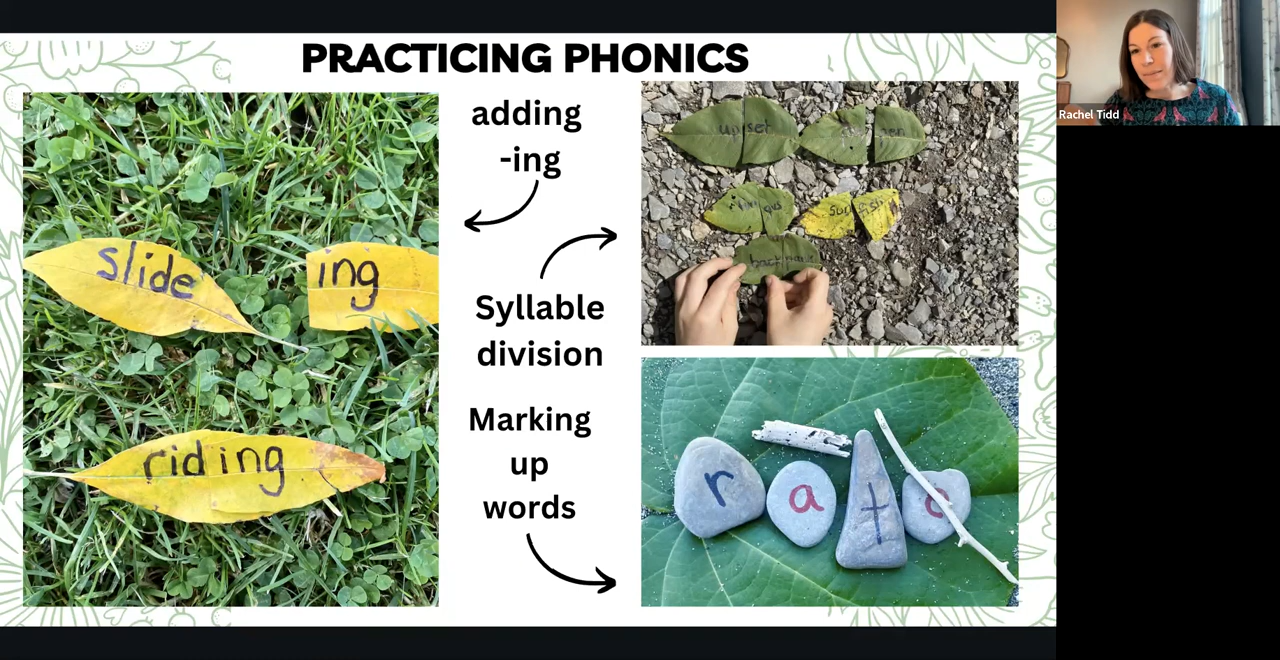 PRACTICING PHONICS
adding
-ing
Syllable
division
Marking
up
words
slide
ing
riding
upset
r a t e
Rachel Tidd